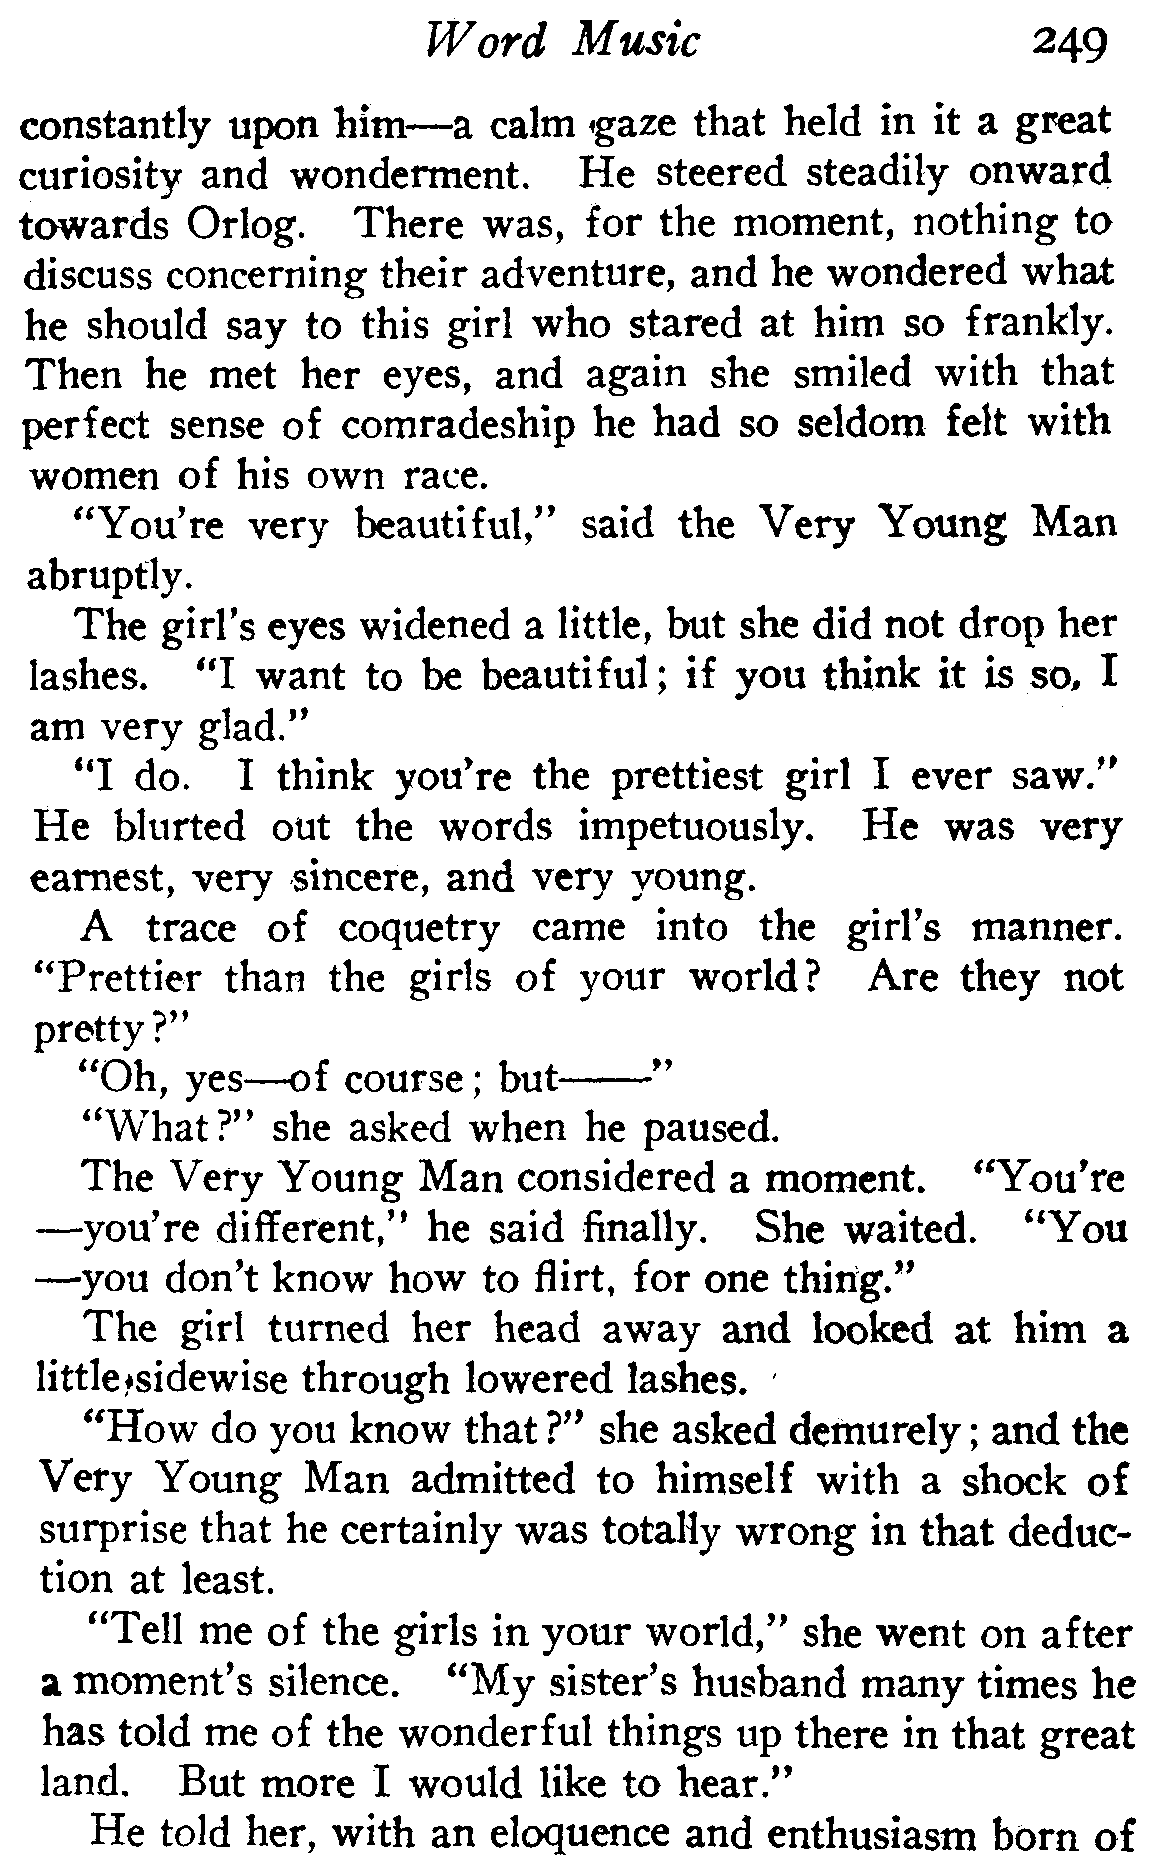 Word Music 249
constantly upon him—a calm gaze that held in it a great
curiosity and wonderment. He steered steadily onward
towards Orlog. There was, for the moment, nothing to
discuss concerning their adventure, and he wondered what
he should say to this girl who stared at him so frankly.
Then he met her eyes, and again she smiled with that
perfect sense of comradeship he had so seldom felt with
women of his own race.
"You're very beautiful," said the Very Young Man
abruptly.
The girl's eyes widened a little, but she did not drop her
lashes. "I want to be beautiful; if you think it is so, I
am very glad."
"I do. I think you're the prettiest girl I ever saw."
He blurted out the words impetuously. He was very
earnest, very sincere, and very young.
A trace of coquetry came into the girl's manner.
"Prettier than the girls of your world? Are they not
pretty?"
"Oh, yes—of course; but——"
"What?" she asked when he paused.
The Very Young Man considered a moment. "You're
—you're different," he said finally. She waited. "You
—you don't know how to flirt, for one thing."
The girl turned her head away and looked at him a
little sidewise through lowered lashes.
"How do you know that?" she asked demurely; and the
Very Young Man admitted to himself with a shock of
surprise that he certainly was totally wrong in that deduc-
tion at least.
"Tell me of the girls in your world," she went on after
a moment's silence. "My sister's husband many times he
has told me of the wonderful things up there in that great
land. But more I would like to hear."
He told her, with an eloquence and enthusiasm born of